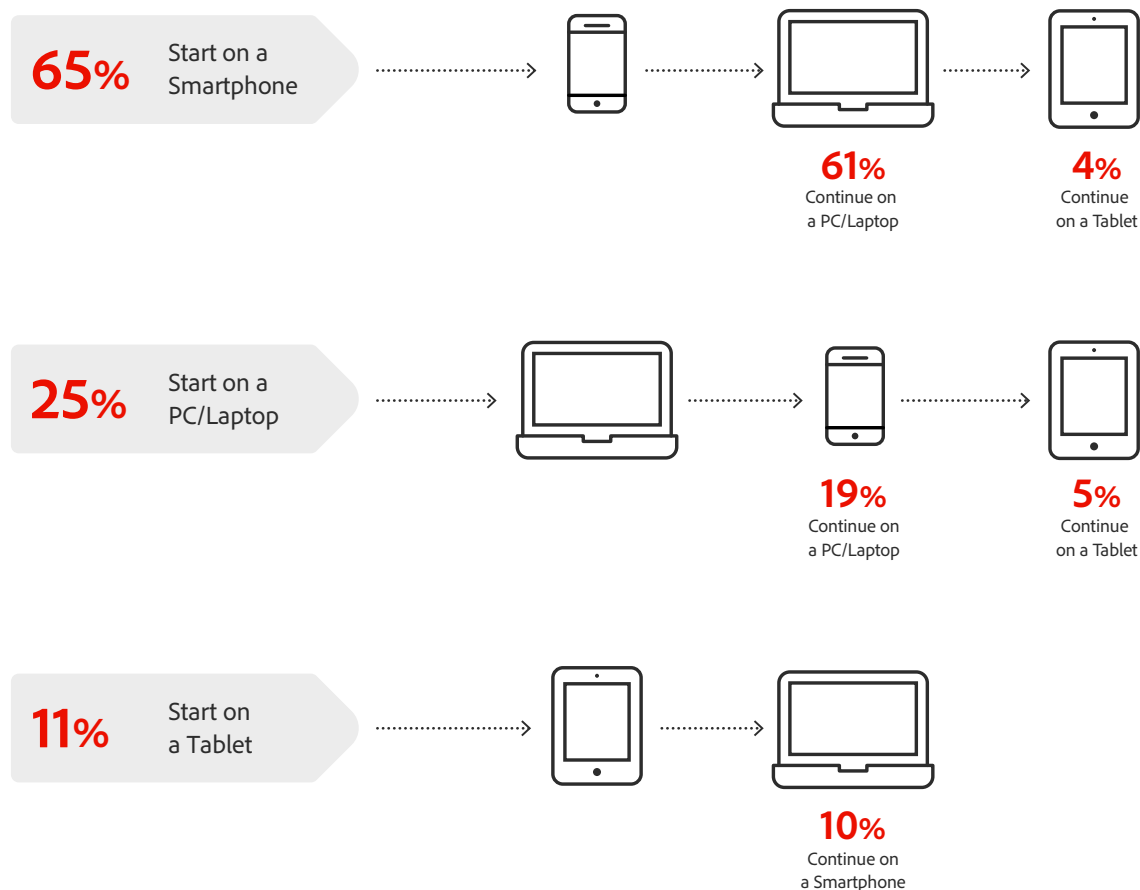 65%
Start on a
Smartphone
61%
Continue on
a PC/Laptop
4%
Continue
on a Tablet
25%
Start on a
PC/Laptop
19%
Continue on
a PC/Laptop
5%
Continue
on a Tablet
11%
Start on
a Tablet
10%
Continue on
a Smartphone